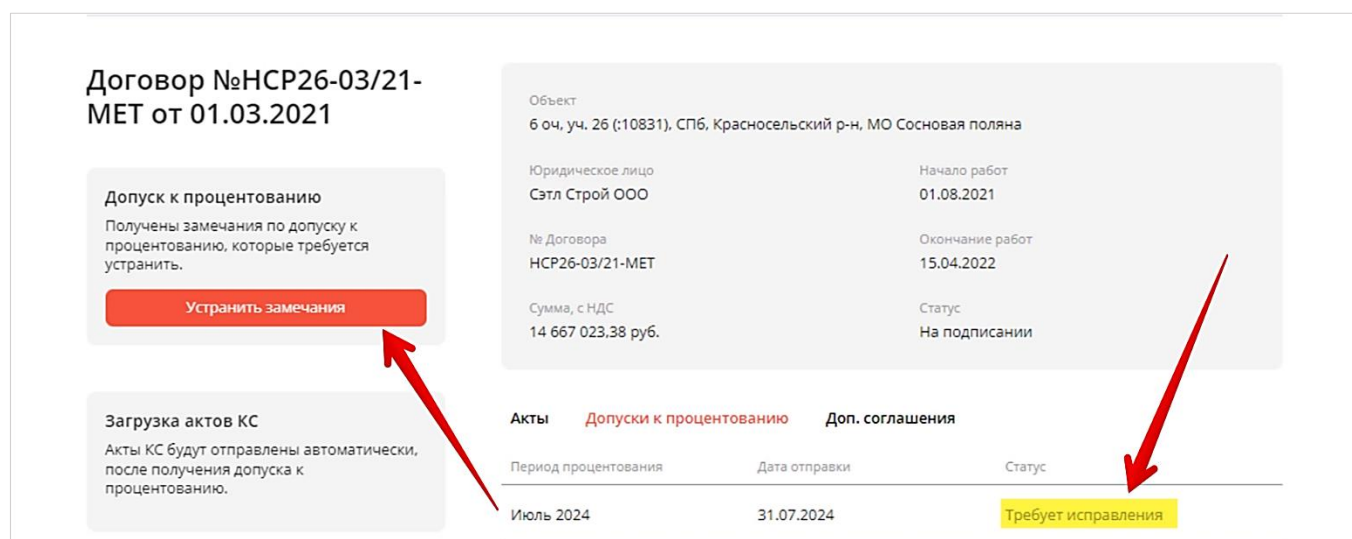 Договор №НСР26-03/21-
МЕТ от 01.03.2021
Допуск к процентованию
Получены замечания по допуску к
процентованию, которые требуется
устранить.
Устранить замечания
Загрузка актов КС
Акты КС будут отправлены автоматически,
после получения допуска к
процентованию.
Объект
6 оч, уч. 26 (:10831), СПб, Красносельский р-н, МО Сосновая поляна
Юридическое лицо
Начало работ
Сэтл Строй ООО
01.08.2021
№ Договора
Окончание работ
НСР26-03/21-МЕТ
15.04.2022
Сумма, с НДС
Статус
14 667 023,38 руб.
На подписании
Акты Допуски к процентованию Доп. соглашения
Период процентования Дата отправки Статус
Июль 2024 31.07.2024 Требует исправления